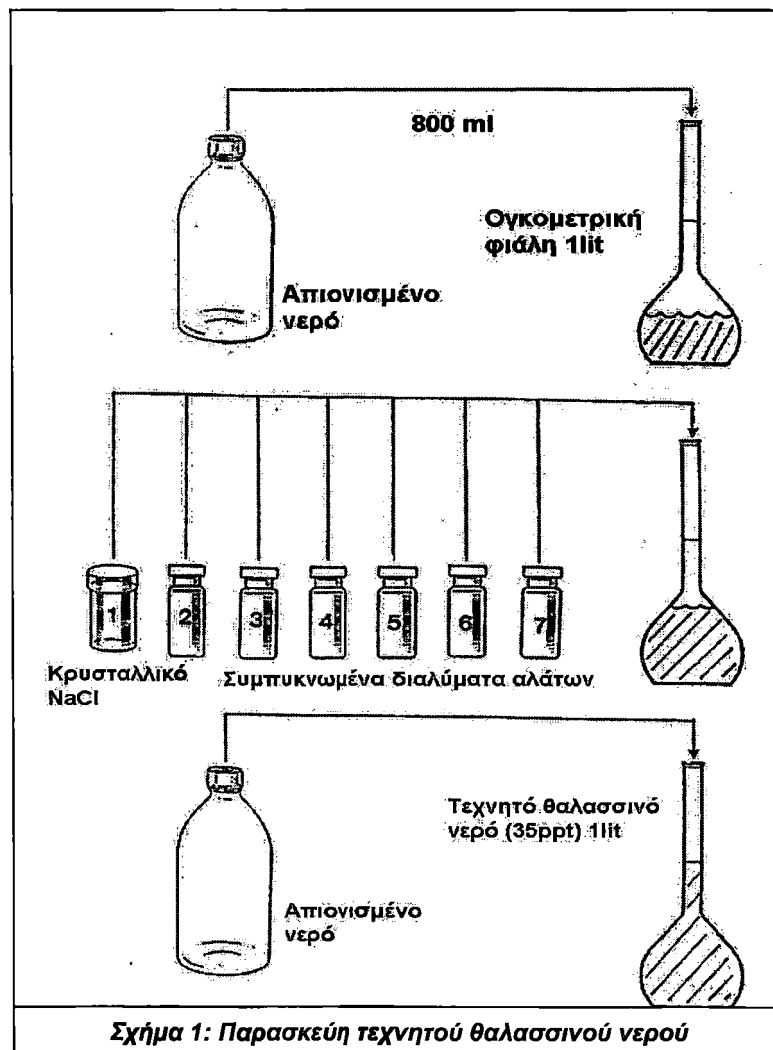 800 ml
Ογκομετρική
φιάλη 1lit
Απιονισμένο
νερό
1 2 3 4 5 6 7
Κρυσταλλικό
NaCl
Συμπυκνωμένα διαλύματα αλάτων
Τεχνητό θαλασσινό
νερό (35ppt) 1lit
Απιονισμένο
νερό
Σχήμα 1: Παρασκεύη τεχνητού θαλασσινού νερού